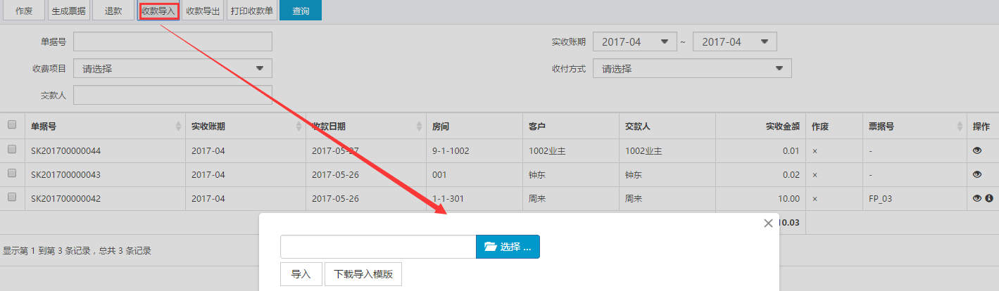 作废 生成票据 退款 收款导入 收款导出 打印收款单 查询
单据号 实收账期 2017-04 ~ 2017-04
收费项目 请选择 收付方式 请选择
交款人
单据号 实收账期 收款日期 房间 客户 交款人 实收金额 作废 票据号 操作
SK201700000044 2017-04 2017-05-27 9-1-1002 1002业主 1002业主 0.01 × -
SK201700000043 2017-04 2017-05-26 001 钟东 钟东 0.02 × -
SK201700000042 2017-04 2017-05-26 1-1-301 周来 周来 10.00 × FP_03
10.03
显示第 1 到第 3 条记录，总共 3 条记录
选择 ...
导入 下载导入模版